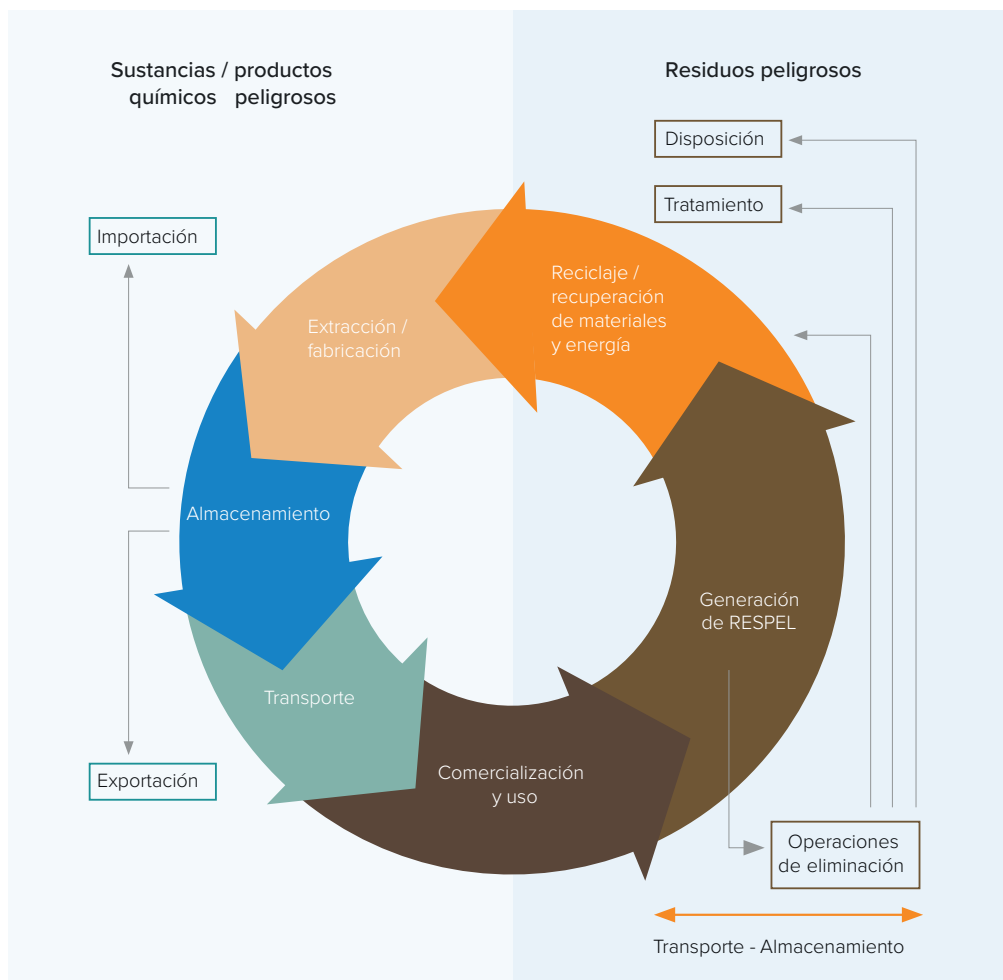 Sustancias / productos
químicos peligrosos
Residuos peligrosos
Disposición
Tratamiento
Importación
Reciclaje /
recuperación
de materiales
y energía
Extracción /
fabricación
Almacenamiento
Generación
de RESPEL
Transporte
Comercialización
y uso
Exportación
Operaciones
de eliminación
Transporte - Almacenamiento